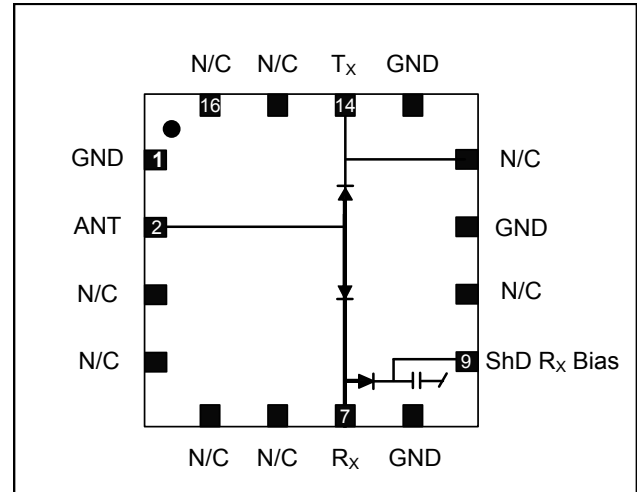 N/C N/C TX GND
16 14
GND 1 N/C
ANT 2 GND
N/C N/C
N/C 9 ShD RX Bias
7
N/C N/C RX GND